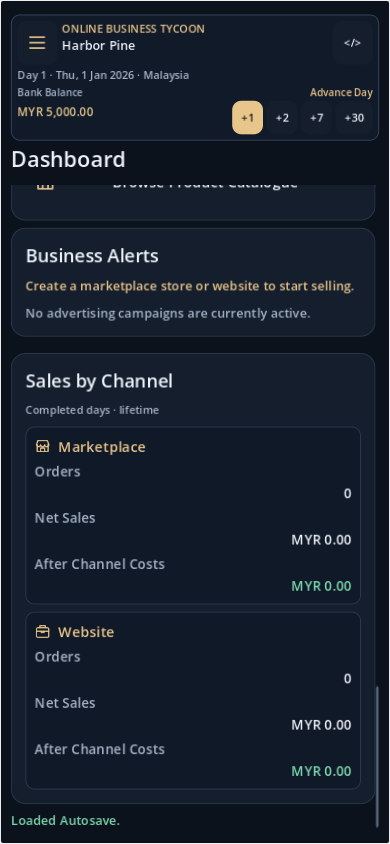 ONLINE BUSINESS TYCOON
Harbor Pine
</>
Day 1 · Thu, 1 Jan 2026 · Malaysia
Bank Balance
Advance Day
MYR 5,000.00
+1 +2 +7 +30
Dashboard
Browse Product Catalogue
Business Alerts
Create a marketplace store or website to start selling.
No advertising campaigns are currently active.
Sales by Channel
Completed days · lifetime
Marketplace
Orders
0
Net Sales
MYR 0.00
After Channel Costs
MYR 0.00
Website
Orders
0
Net Sales
MYR 0.00
After Channel Costs
MYR 0.00
Loaded Autosave.